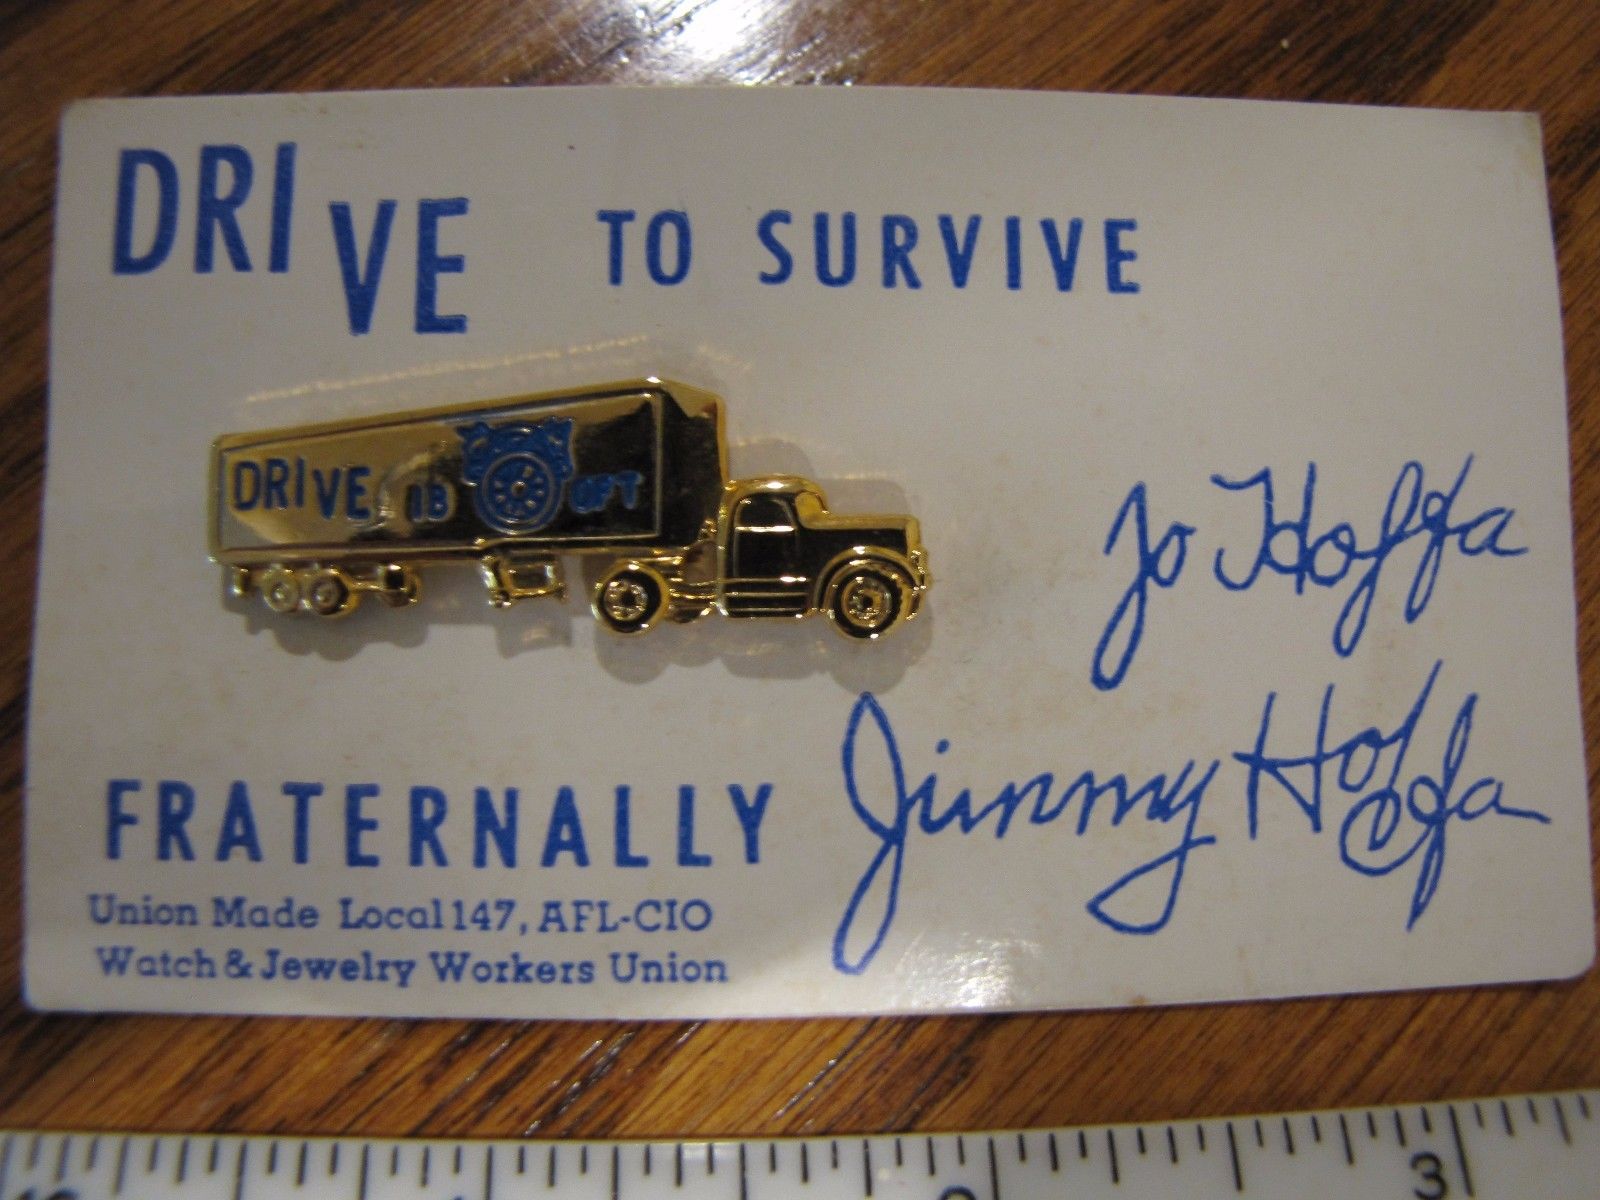 DRIVE TO SURVIVE
DRIVE IB OFT
Jo Hoffa
Jimmy Hoffa
FRATERNALLY
Union Made Local 147, AFL-CIO
Watch & Jewelry Workers Union
3